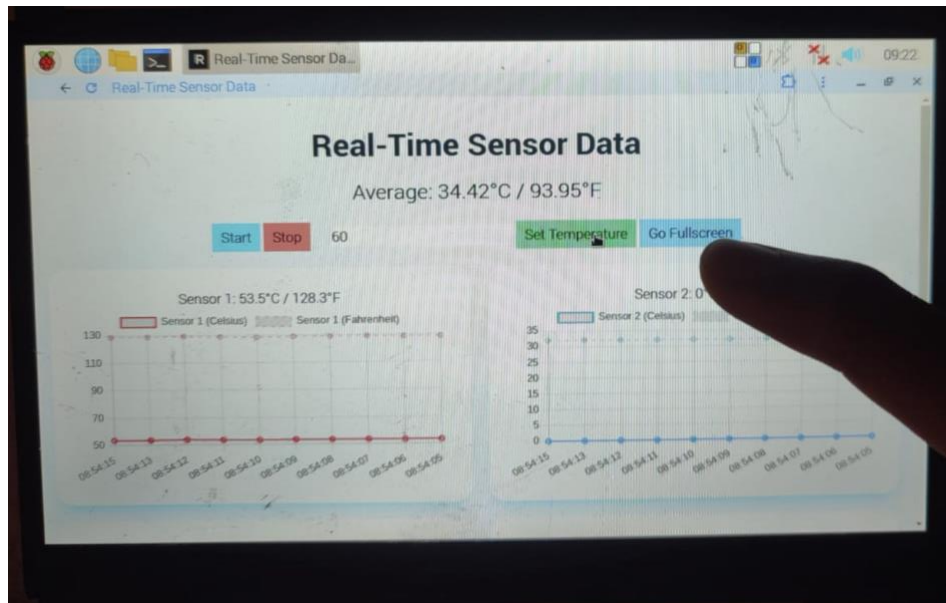 Real-Time Sensor Da...
09:22
Real-Time Sensor Data
Real-Time Sensor Data
Average: 34.42°C / 93.95°F
Start Stop 60 Set Temperature Go Fullscreen
Sensor 1: 53.5°C / 128.3°F
Sensor 1 (Celsius) Sensor 1 (Fahrenheit)
130
110
90
70
50
08:54:15 08:54:13 08:54:12 08:54:11 08:54:10 08:54:09 08:54:08 08:54:07 08:54:06 08:54:05
Sensor 2: 0°
Sensor 2 (Celsius)
35
30
25
20
15
10
5
0
08:54:15 08:54:13 08:54:12 08:54:11 08:54:10 08:54:09 08:54:08 08:54:07 08:54:06 08:54:05